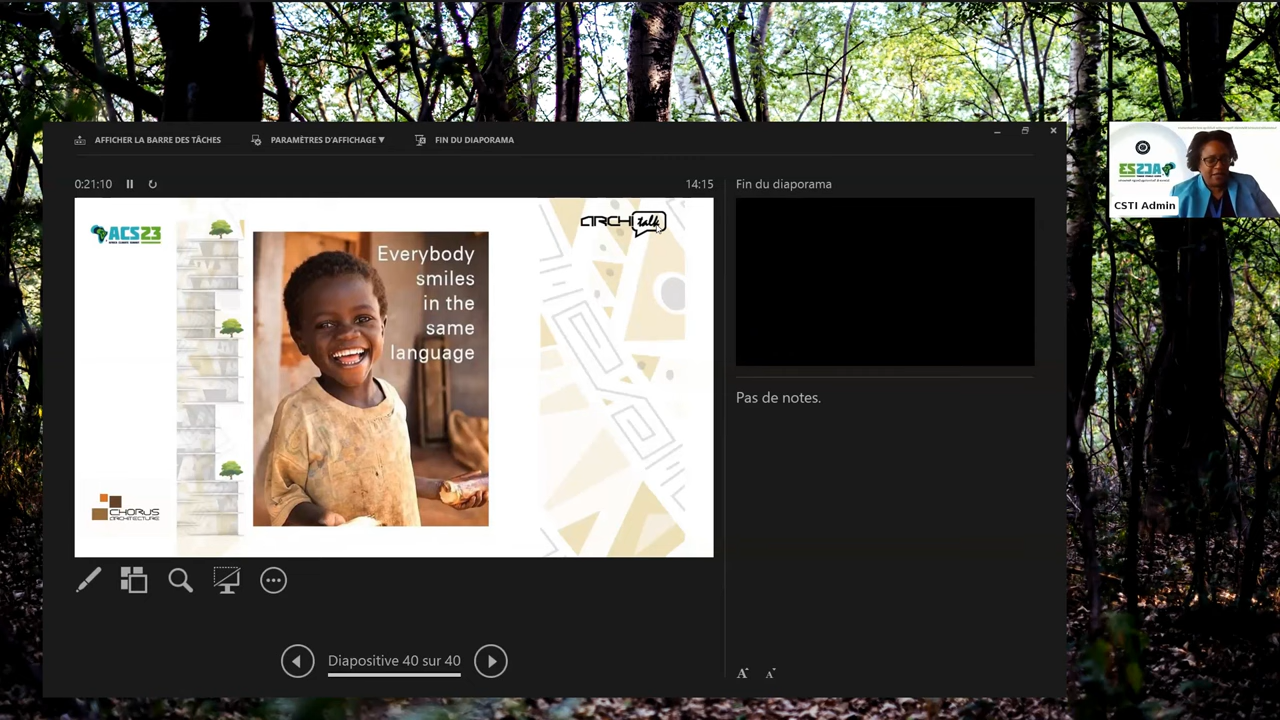 AFFICHER LA BARRE DES TÂCHES
PARAMÈTRES D'AFFICHAGE ▼
FIN DU DIAPORAMA
0:21:10
14:15
Fin du diaporama
ACS23
ARCHI talk
Everybody
smiles
in the
same
language
CHORUS
ARCHITECTURE
Pas de notes.
Diapositive 40 sur 40
CSTI Admin